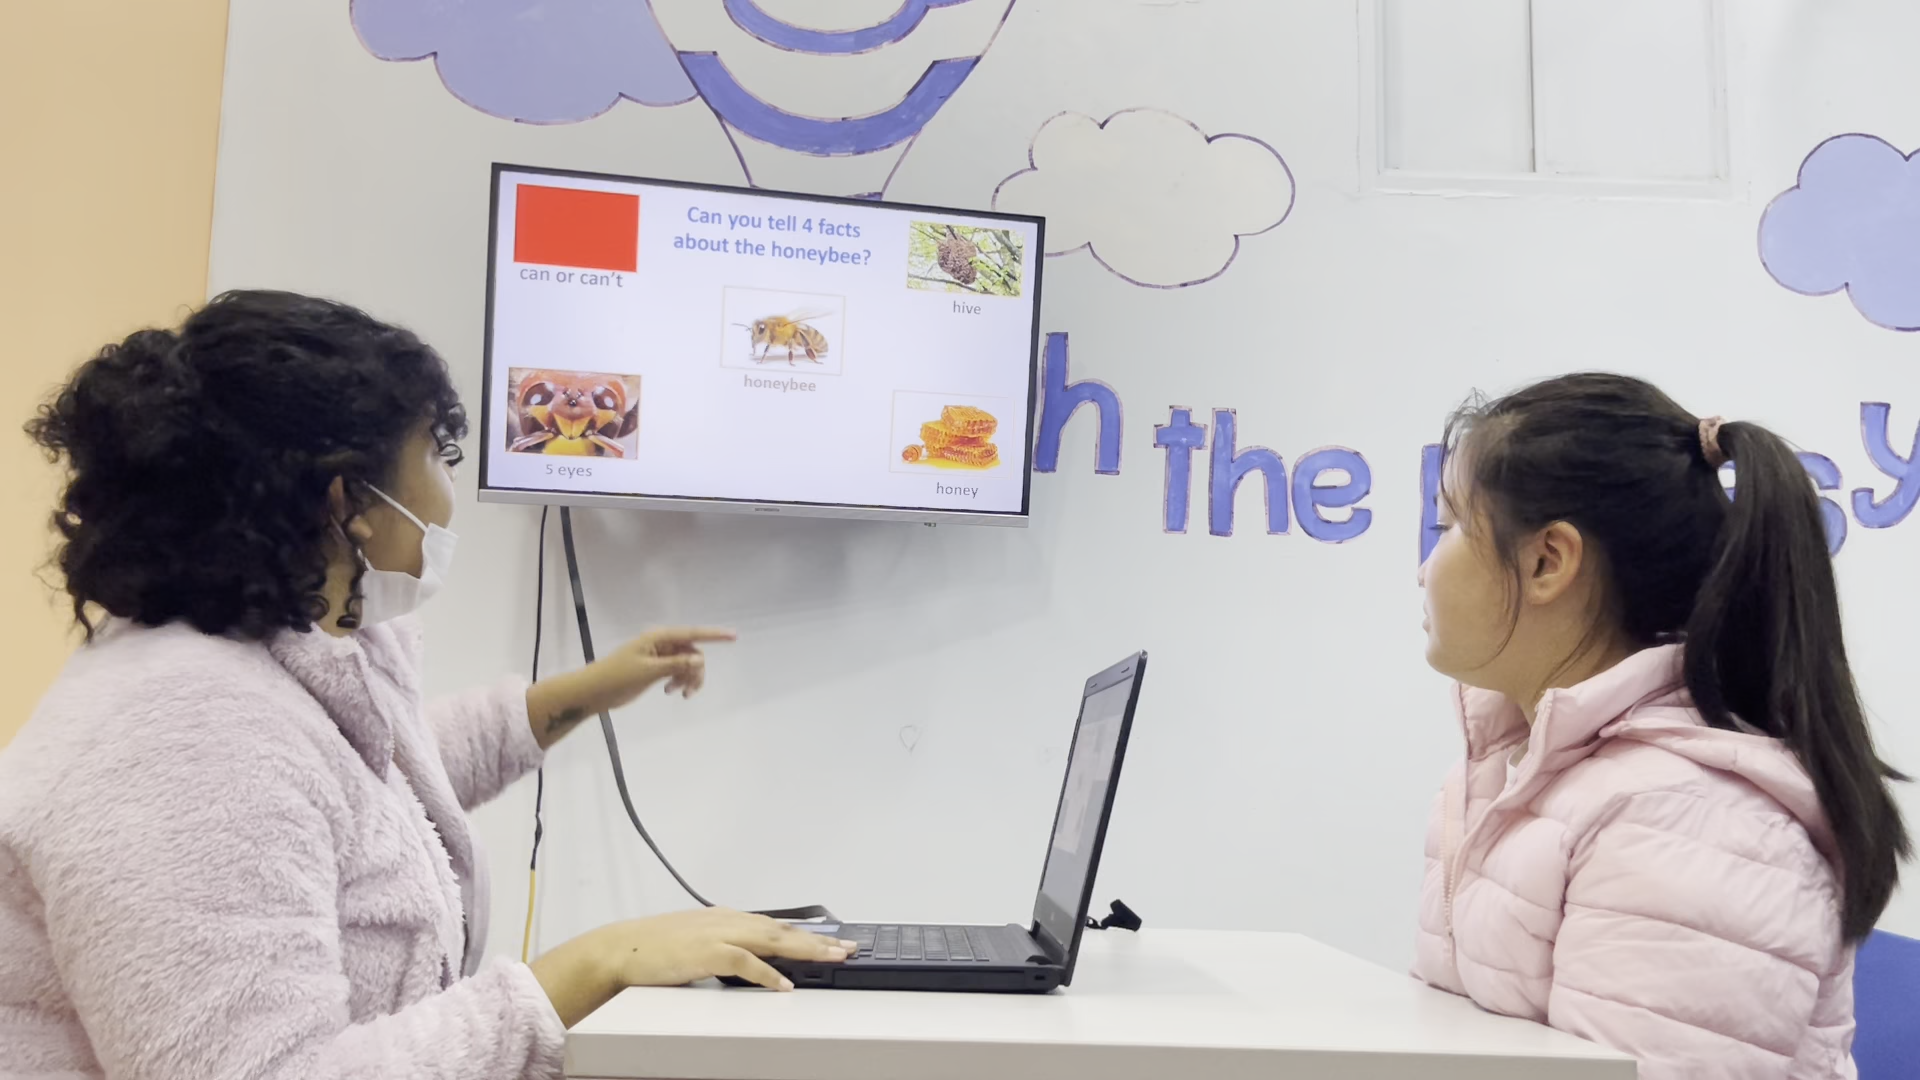 Can you tell 4 facts
about the honeybee?
can or can't
hive
honeybee
5 eyes
honey
h the